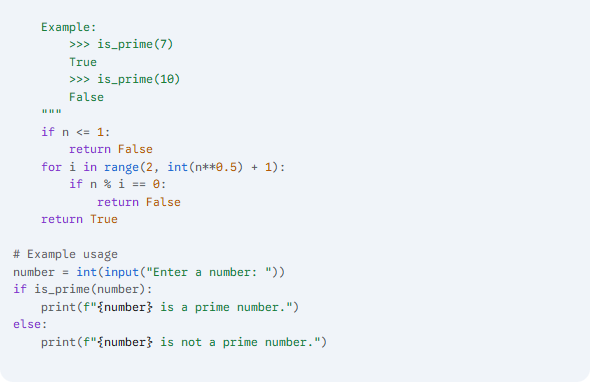 Example:
        >>> is_prime(7)
        True
        >>> is_prime(10)
        False
    """
    if n <= 1:
        return False
    for i in range(2, int(n**0.5) + 1):
        if n % i == 0:
            return False
    return True

# Example usage
number = int(input("Enter a number: "))
if is_prime(number):
    print(f"{number} is a prime number.")
else:
    print(f"{number} is not a prime number.")